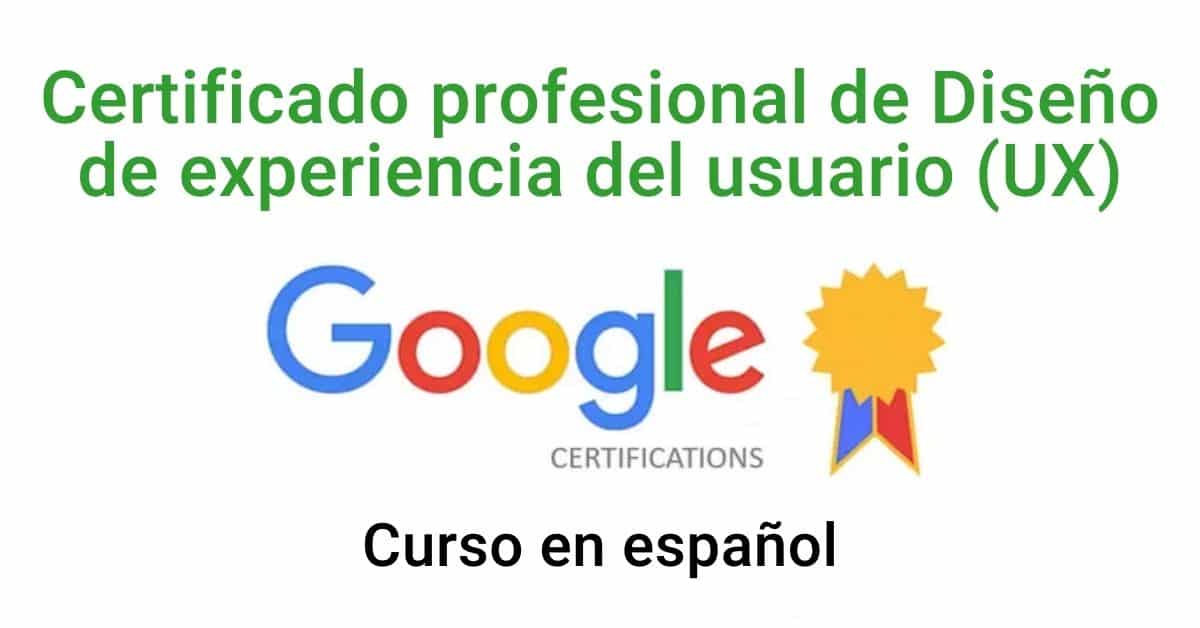 Certificado profesional de Diseño
de experiencia del usuario (UX)
Google
CERTIFICATIONS
Curso en español